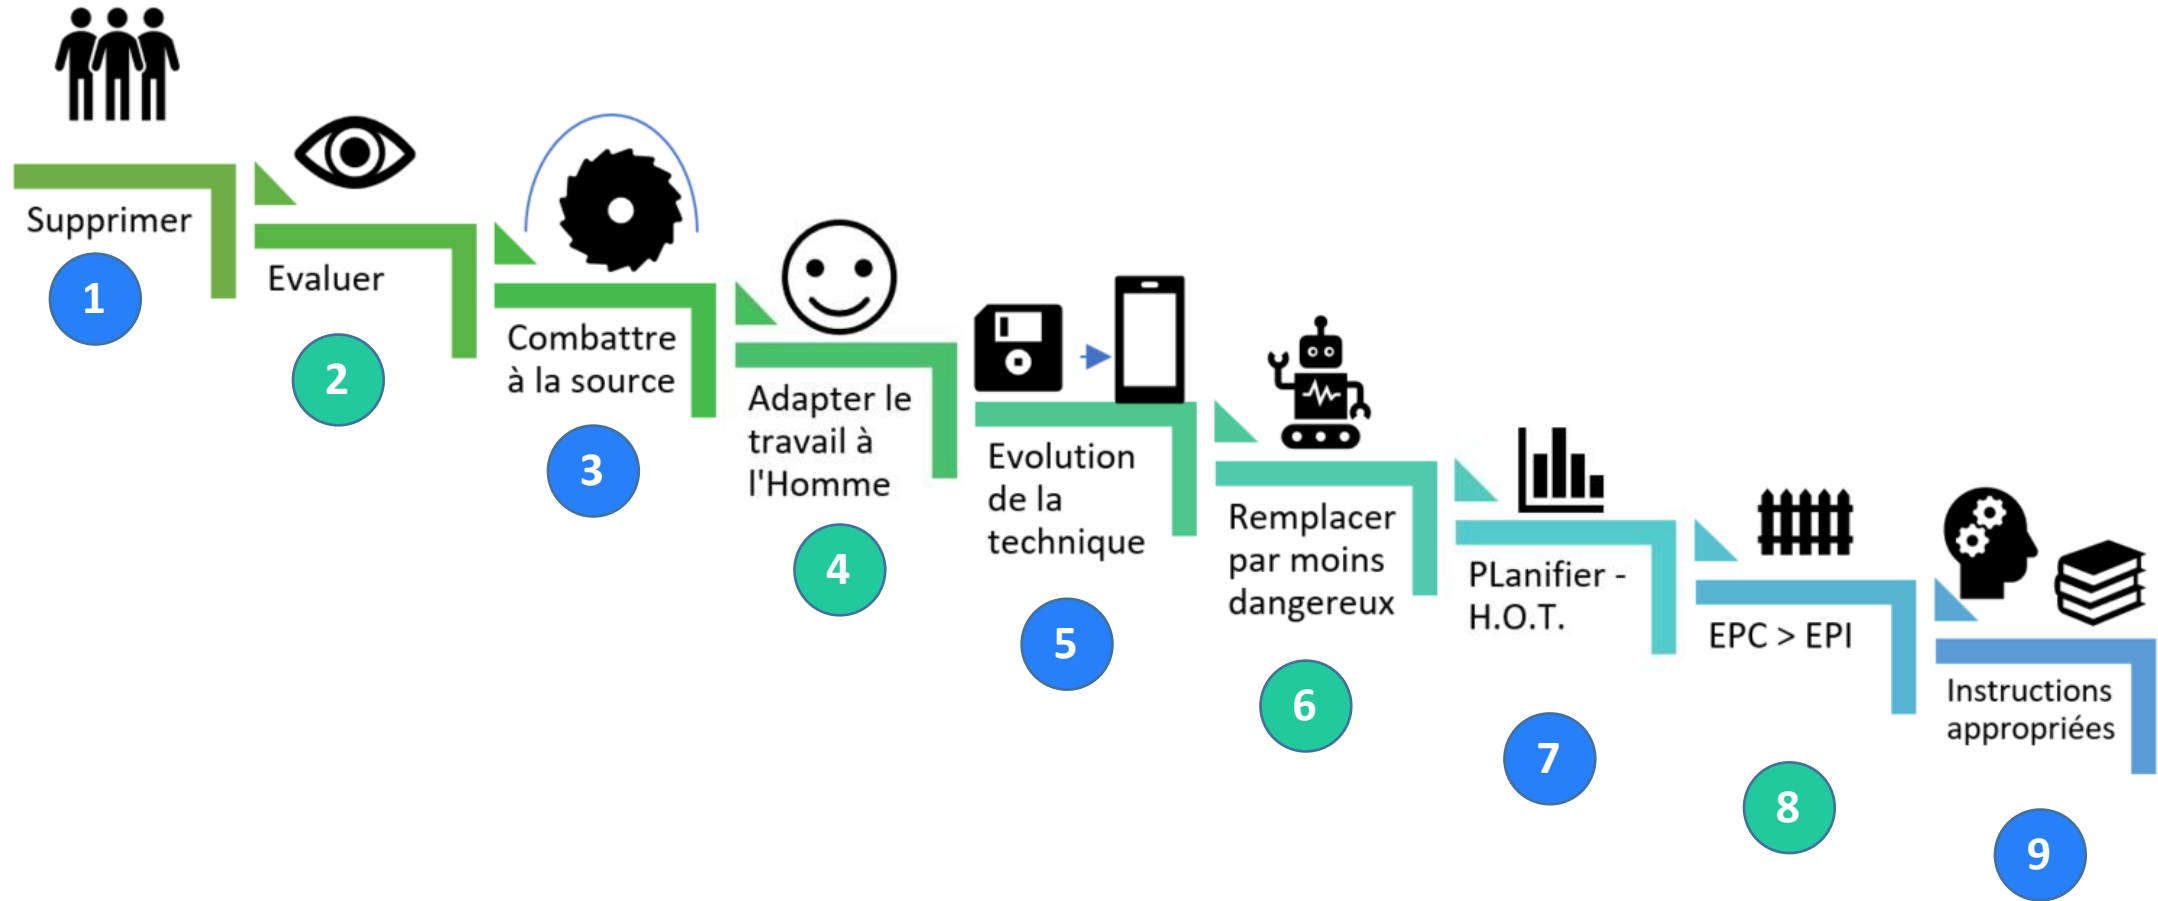 Supprimer
1
Evaluer
2
Combattre
à la source
3
Adapter le
travail à
l'Homme
4
Evolution
de la
technique
5
Remplacer
par moins
dangereux
6
PLanifier -
H.O.T.
7
EPC > EPI
8
Instructions
appropriées
9